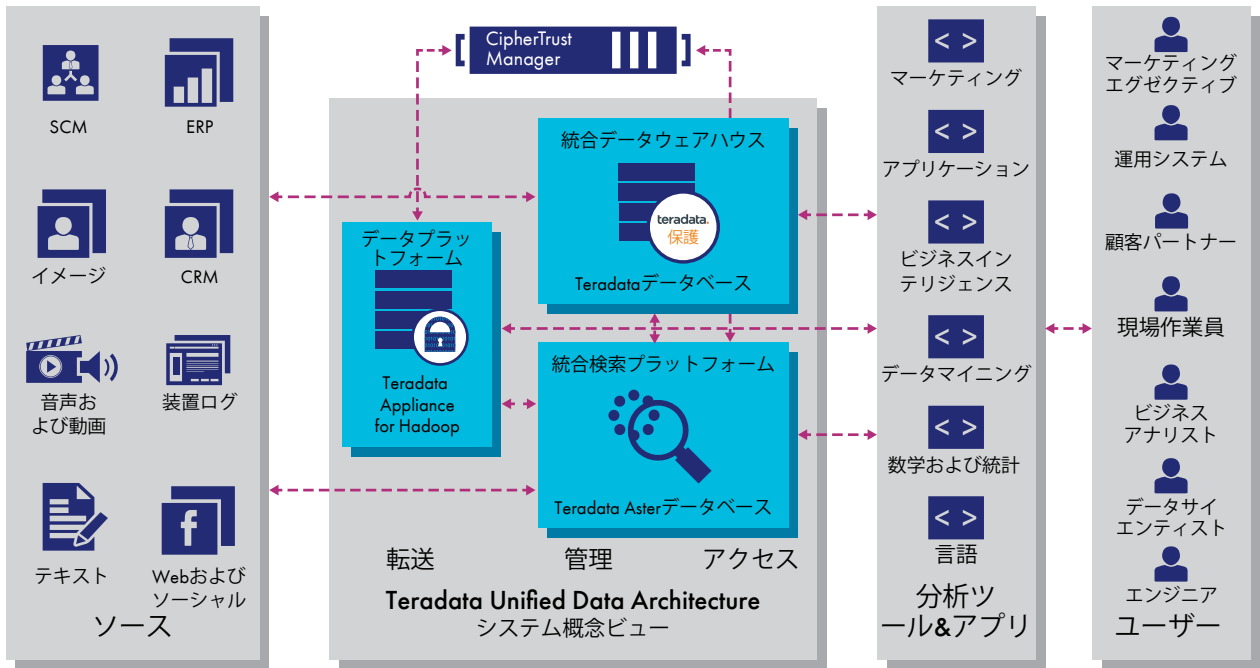 SCM
ERP
イメージ
CRM
音声お
よび動画
装置ログ
テキスト
Webおよび
ソーシャル
ソース
CipherTrust
Manager
統合データウェアハウス
teradata.
保護
Teradataデータベース
データプラッ
トフォーム
Teradata
Appliance
for Hadoop
統合検索プラットフォーム
Teradata Asterデータベース
転送
管理
アクセス
Teradata Unified Data Architecture
システム概念ビュー
< >
マーケティング
< >
アプリケーション
< >
ビジネスイン
テリジェンス
< >
データマイニング
< >
数学および統計
< >
言語
分析ツ
ール&アプリ
マーケティング
エグゼクティブ
運用システム
顧客パートナー
現場作業員
ビジネス
アナリスト
データサイ
エンティスト
エンジニア
ユーザー